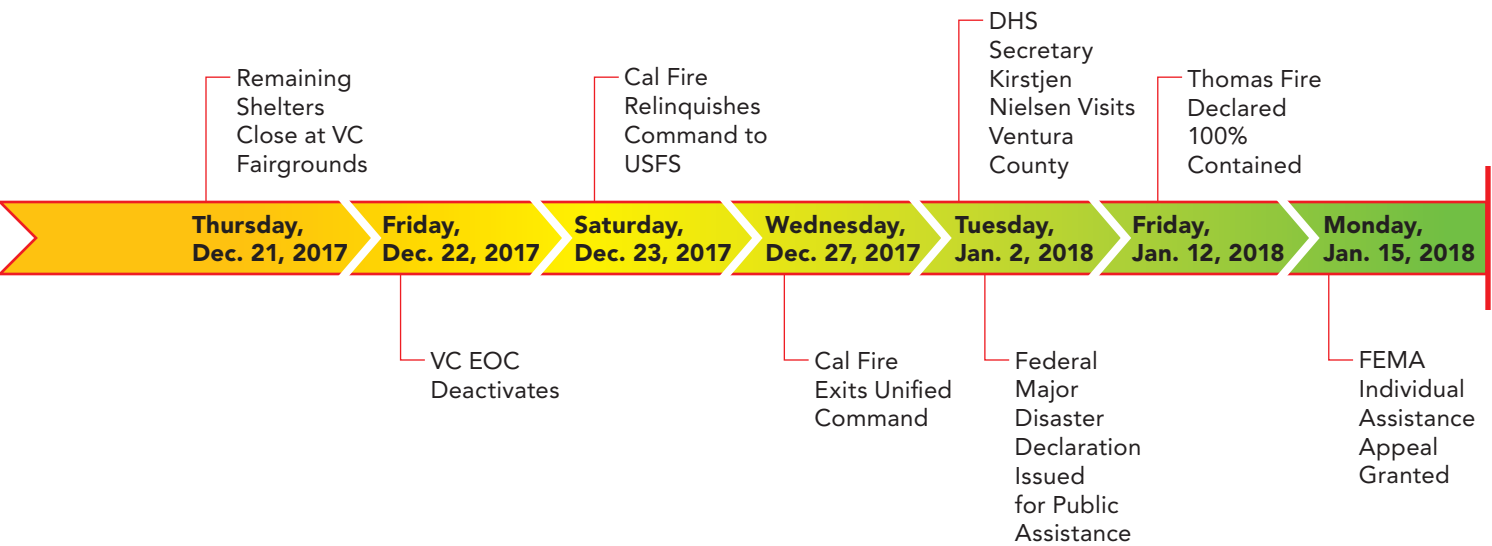 Remaining
Shelters
Close at VC
Fairgrounds
Cal Fire
Relinquishes
Command to
USFS
DHS
Secretary
Kirstjen
Nielsen Visits
Ventura
County
Thomas Fire
Declared
100%
Contained
Thursday,
Dec. 21, 2017
Friday,
Dec. 22, 2017
Saturday,
Dec. 23, 2017
Wednesday,
Dec. 27, 2017
Tuesday,
Jan. 2, 2018
Friday,
Jan. 12, 2018
Monday,
Jan. 15, 2018
VC EOC
Deactivates
Cal Fire
Exits Unified
Command
Federal
Major
Disaster
Declaration
Issued
for Public
Assistance
FEMA
Individual
Assistance
Appeal
Granted